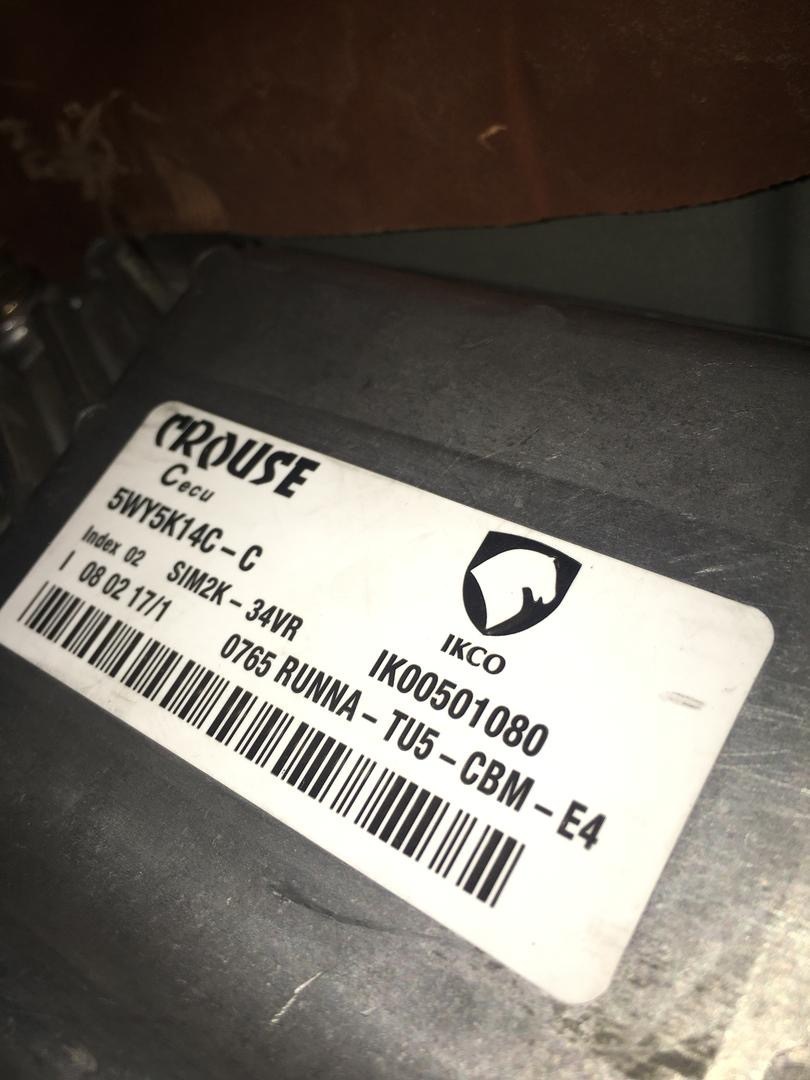 CROUSE
Cecu
5WY5K14C-C
Index 02 SIM2K-34VR
I 08 02 17/1
IKCO
IK00501080
0765 RUNNA-TU5-CBM-E4